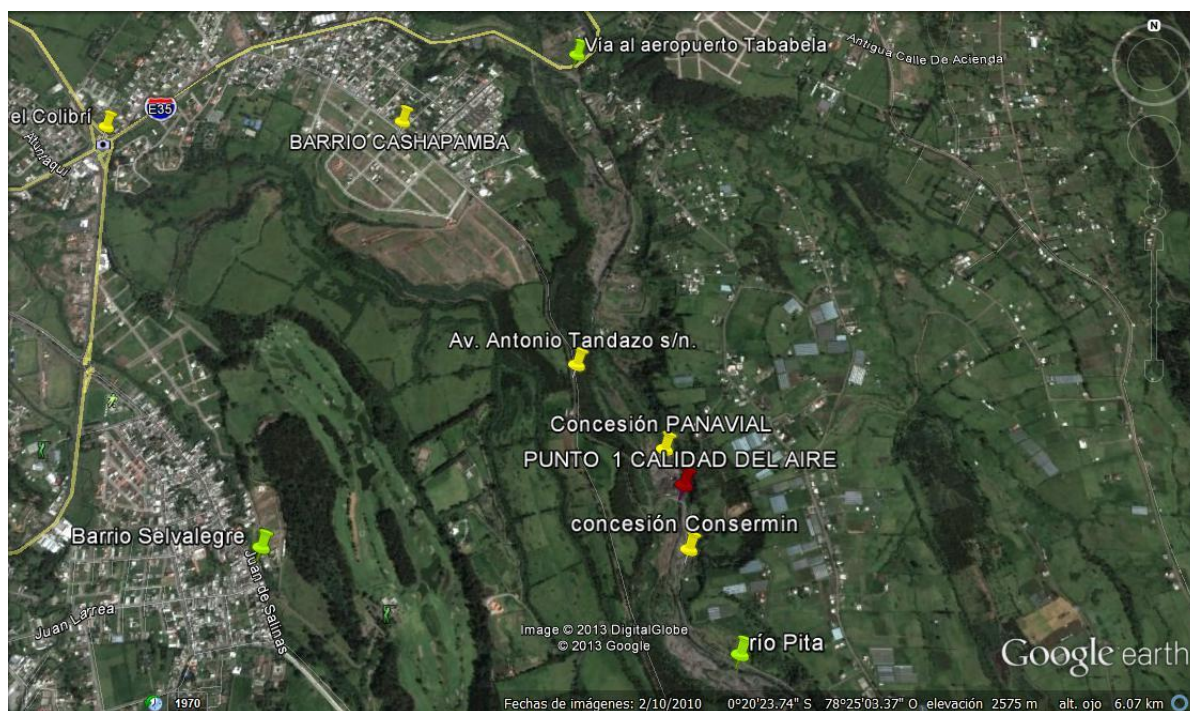 N
Via al aeropuerto Tababela
Antigua Calle De Acienda
el Colibrí
E35
BARRIO CASHAPAMBA
Atuntaqui
Av. Antonio Tandazo s/n.
Concesión PANAVIAL
PUNTO 1 CALIDAD DEL AIRE
concesión Consermin
Barrio Selvalegre
Juan de Salinas
Juan Larrea
río Pita
Image © 2013 DigitalGlobe
© 2013 Google
Google earth
1970
Fechas de imágenes: 2/10/2010 0°20'23.74" S 78°25'03.37" O elevación 2575 m alt. ojo 6.07 km